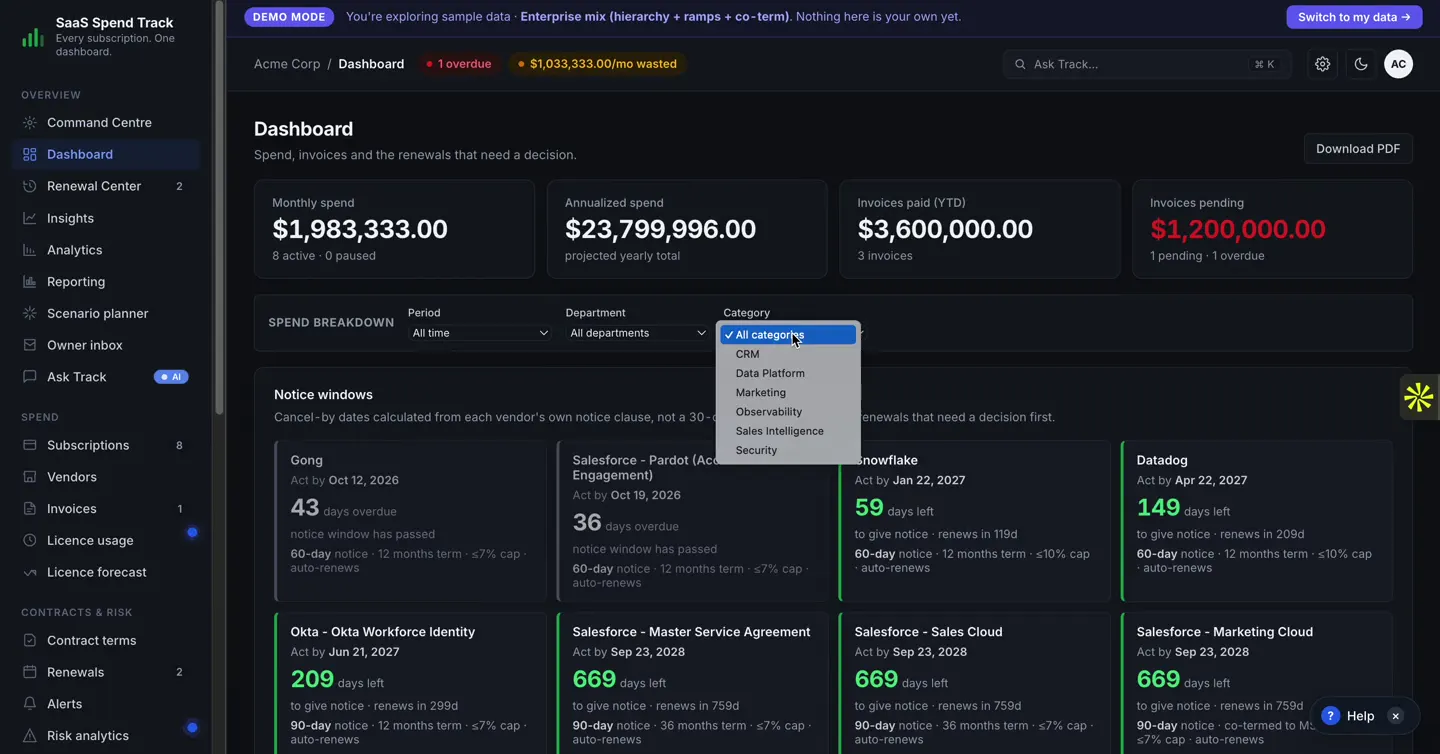 SaaS Spend Track
Every subscription. One
dashboard.
OVERVIEW
Command Centre
Dashboard
Renewal Center 2
Insights
Analytics
Reporting
Scenario planner
Owner inbox
Ask Track AI
SPEND
Subscriptions 8
Vendors
Invoices 1
Licence usage
Licence forecast
CONTRACTS & RISK
Contract terms
Renewals 2
Alerts
Risk analytics
DEMO MODE You're exploring sample data · Enterprise mix (hierarchy + ramps + co-term). Nothing here is your own yet. Switch to my data →
Acme Corp / Dashboard 1 overdue $1,033,333.00/mo wasted Ask Track... ⌘ K AC
Dashboard
Spend, invoices and the renewals that need a decision.
Download PDF
Monthly spend
$1,983,333.00
8 active · 0 paused
Annualized spend
$23,799,996.00
projected yearly total
Invoices paid (YTD)
$3,600,000.00
3 invoices
Invoices pending
$1,200,000.00
1 pending · 1 overdue
SPEND BREAKDOWN
Period
All time
Department
All departments
Category
✓ All categories
CRM
Data Platform
Marketing
Observability
Sales Intelligence
Security
Notice windows
Cancel-by dates calculated from each vendor's own notice clause, not a 30- renewals that need a decision first.
Gong
Act by Oct 12, 2026
43 days overdue
notice window has passed
60-day notice · 12 months term · ≤7% cap ·
auto-renews
Salesforce - Pardot
Engagement)
Act by Oct 19, 2026
36 days overdue
notice window has passed
60-day notice · 12 months term · ≤7% cap ·
auto-renews
Snowflake
Act by Jan 22, 2027
59 days left
to give notice · renews in 119d
60-day notice · 12 months term · ≤10% cap
· auto-renews
Datadog
Act by Apr 22, 2027
149 days left
to give notice · renews in 209d
60-day notice · 12 months term · ≤10% cap
· auto-renews
Okta - Okta Workforce Identity
Act by Jun 21, 2027
209 days left
to give notice · renews in 299d
90-day notice · 12 months term · ≤7% cap ·
auto-renews
Salesforce - Master Service Agreement
Act by Sep 23, 2028
669 days left
to give notice · renews in 759d
90-day notice · 36 months term · ≤7% cap ·
auto-renews
Salesforce - Sales Cloud
Act by Sep 23, 2028
669 days left
to give notice · renews in 759d
90-day notice · 36 months term · ≤7% cap ·
auto-renews
Salesforce - Marketing Cloud
Act by Sep 23, 2028
669 days left
to give notice · renews in 759d
90-day notice · co-termed to
≤7% cap · auto-renews
? Help ×